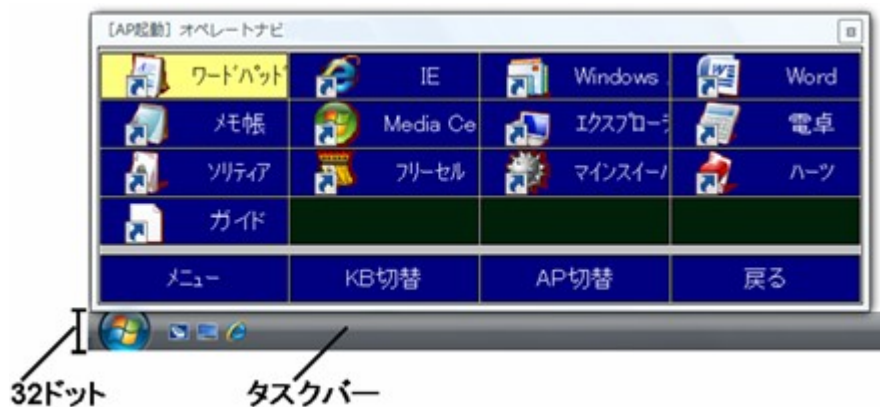 [AP起動] オペレートナビ
ワードパッド IE Windows . Word
メモ帳 Media Ce エクスプローラ 電卓
ソリティア フリーセル マインスイーパ ハーツ
ガイド
メニュー KB切替 AP切替 戻る
32ドット タスクバー